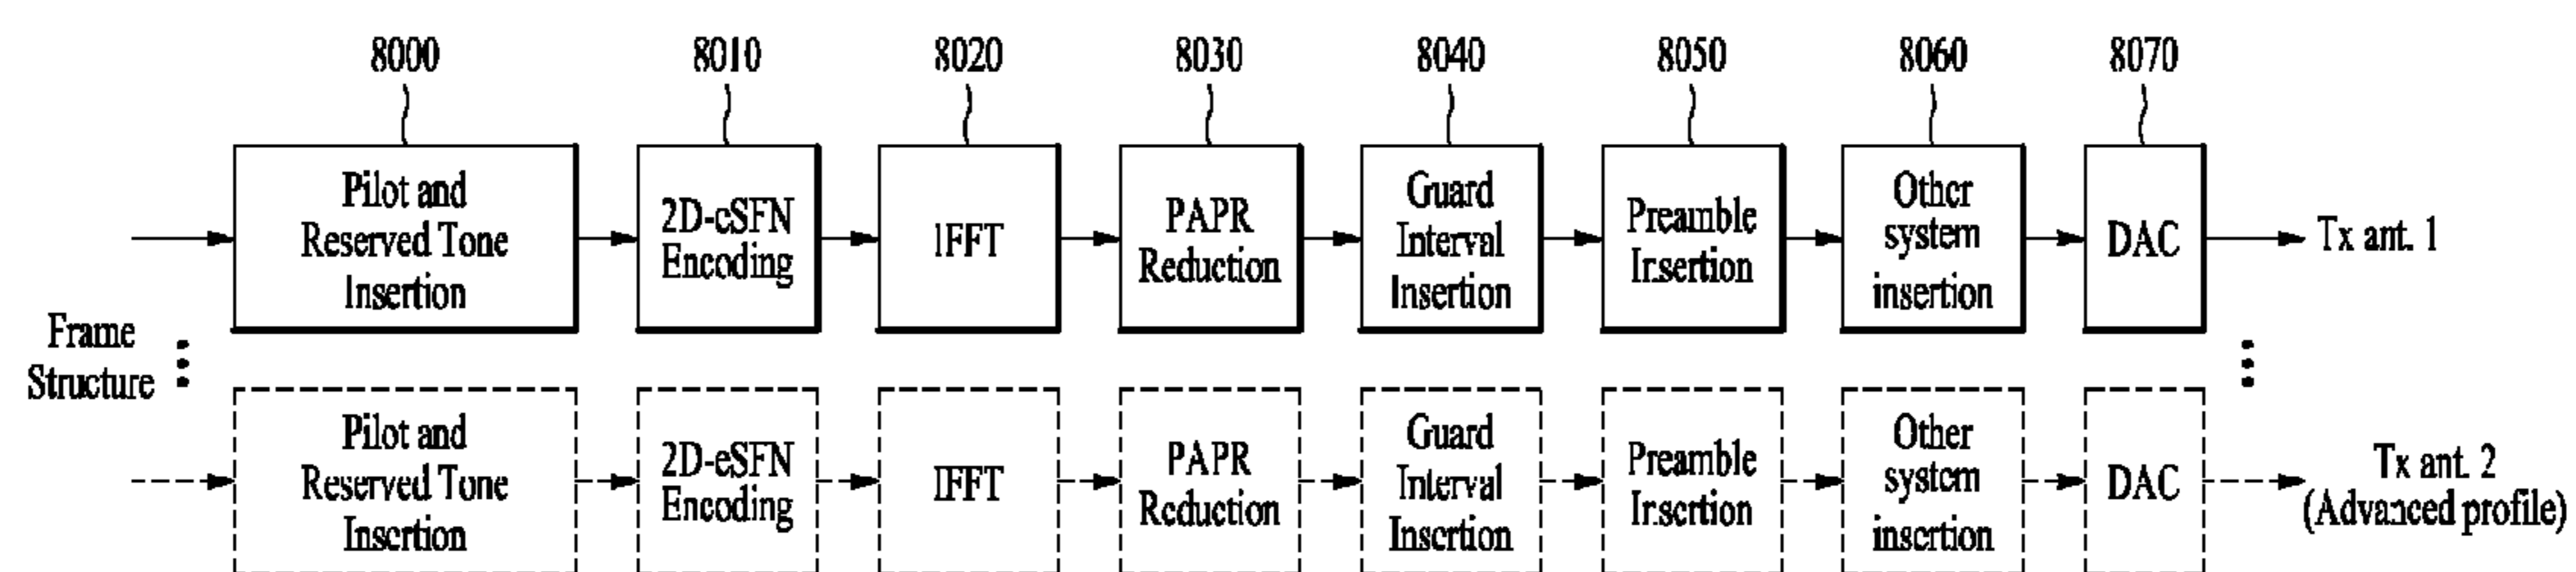 8000 8010 8020 8030 8040 8050 8060 8070
Pilot and
Reserved Tone
Insertion
2D-eSFN
Encoding
IFFT
PAPR
Reduction
Guard
Interval
Insertion
Preamble
Insertion
Other
system
insertion
DAC
Tx ant. 1
Frame
Structure
Pilot and
Reserved Tone
Insertion
2D-eSFN
Encoding
IFFT
PAPR
Reduction
Guard
Interval
Insertion
Preamble
Insertion
Other
system
insertion
DAC
Tx ant. 2
(Advanced profile)